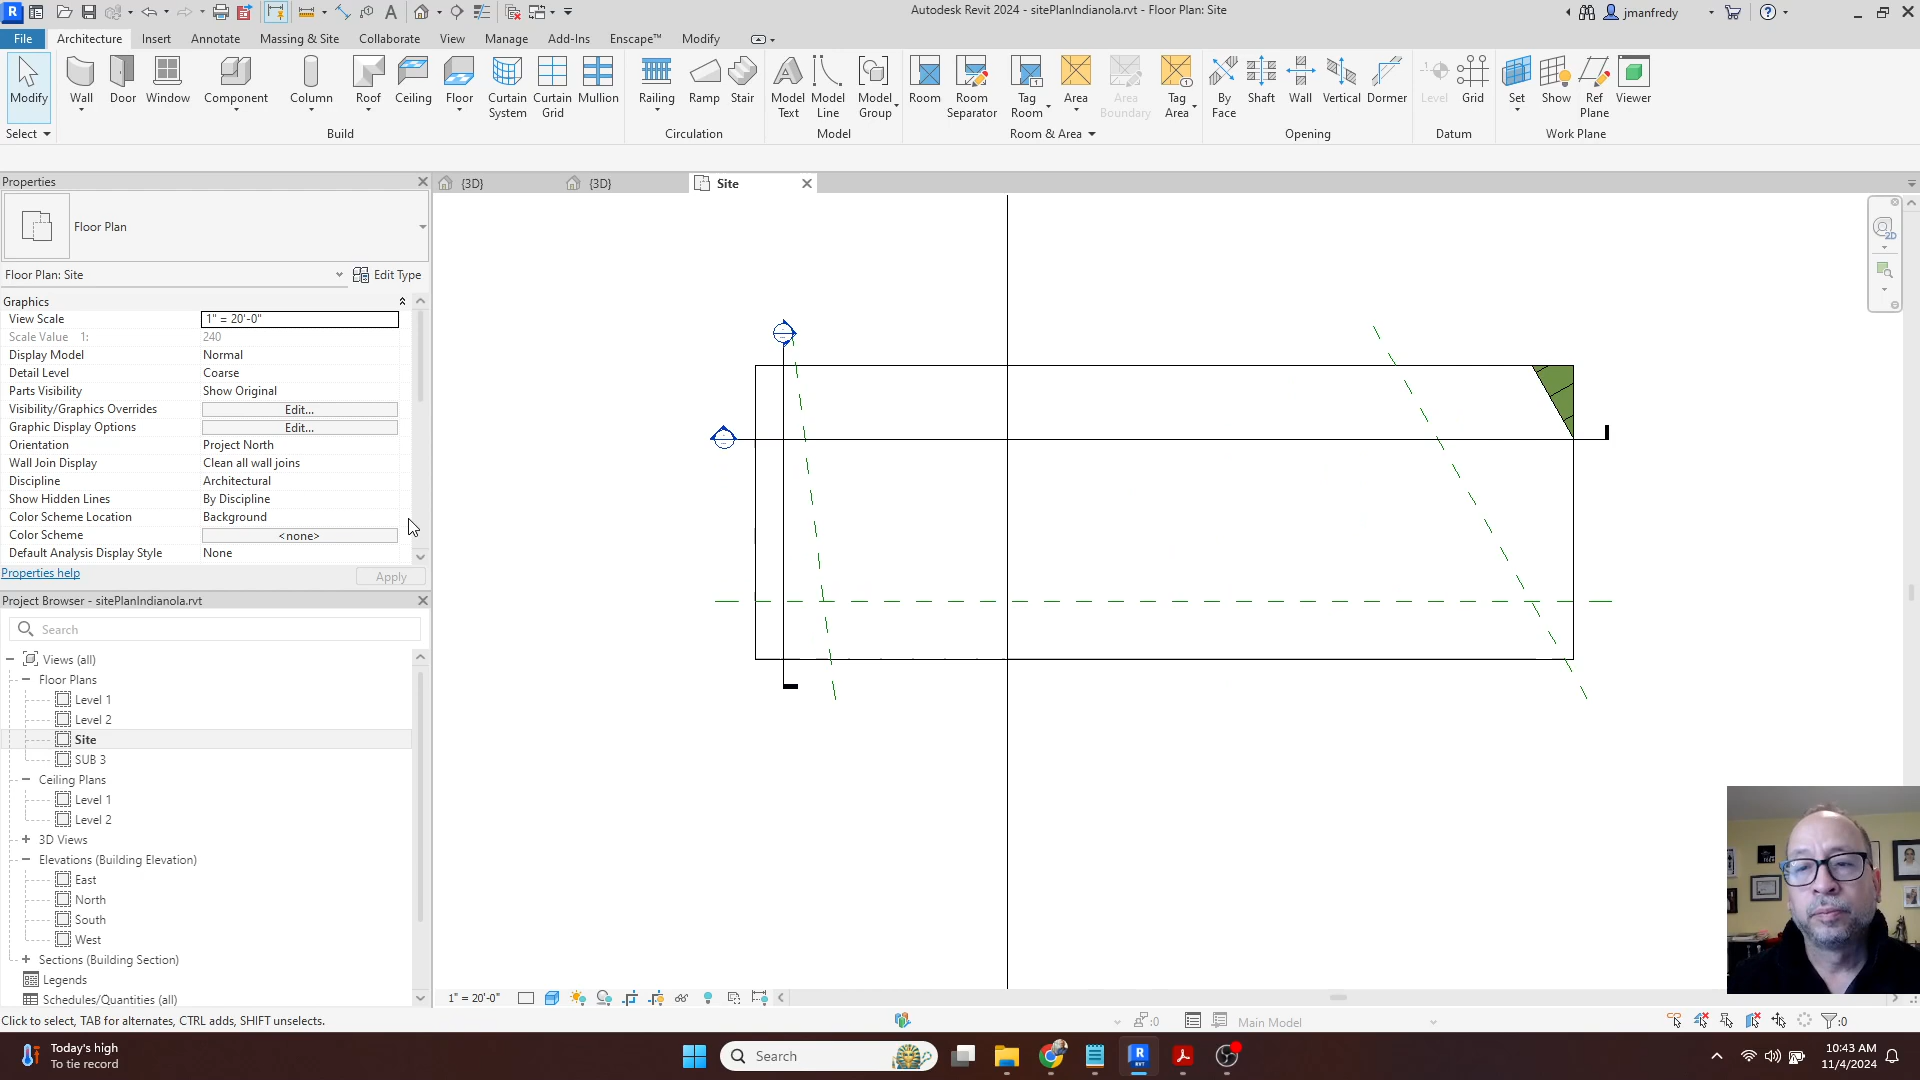 Autodesk Revit 2024 - sitePlanIndianola.rvt - Floor Plan: Site
jmanfredy
File Architecture Insert Annotate Massing & Site Collaborate View Manage Add-Ins Enscape™ Modify
Modify Wall Door Window Component Column Roof Ceiling Floor Curtain System Curtain Grid Mullion Railing Ramp Stair Model Text Model Line Model Group Room Room Separator Tag Room Area Area Boundary Tag Area By Face Shaft Wall Vertical Dormer Level Grid Set Show Ref Plane Viewer
Select Build Circulation Model Room & Area Opening Datum Work Plane
Properties
{3D} {3D} Site
Floor Plan
Floor Plan: Site Edit Type
Graphics
View Scale 1" = 20'-0"
Scale Value 1: 240
Display Model Normal
Detail Level Coarse
Parts Visibility Show Original
Visibility/Graphics Overrides Edit...
Graphic Display Options Edit...
Orientation Project North
Wall Join Display Clean all wall joins
Discipline Architectural
Show Hidden Lines By Discipline
Color Scheme Location Background
Color Scheme <none>
Default Analysis Display Style None
Properties help Apply
Project Browser - sitePlanIndianola.rvt
Search
Views (all)
Floor Plans
Level 1
Level 2
Site
SUB 3
Ceiling Plans
Level 1
Level 2
3D Views
Elevations (Building Elevation)
East
North
South
West
Sections (Building Section)
Legends
Schedules/Quantities (all)
1" = 20'-0"
Click to select, TAB for alternates, CTRL adds, SHIFT unselects.
:0 Main Model :0
Today's high
To tie record
Search
10:43 AM
11/4/2024